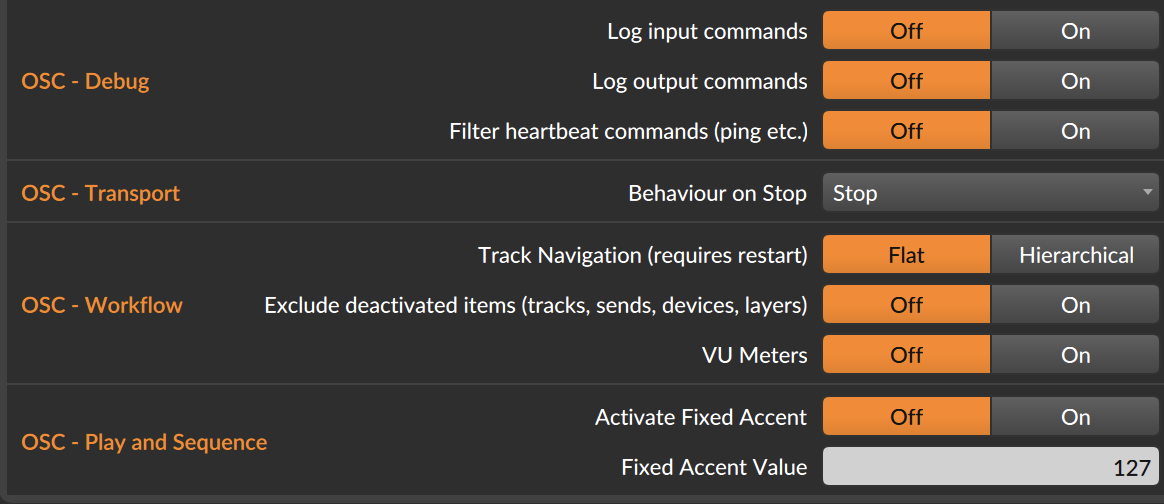 Log input commands Off On
OSC - Debug Log output commands Off On
Filter heartbeat commands (ping etc.) Off On
OSC - Transport Behaviour on Stop Stop
Track Navigation (requires restart) Flat Hierarchical
OSC - Workflow Exclude deactivated items (tracks, sends, devices, layers) Off On
VU Meters Off On
Activate Fixed Accent Off On
OSC - Play and Sequence
Fixed Accent Value 127